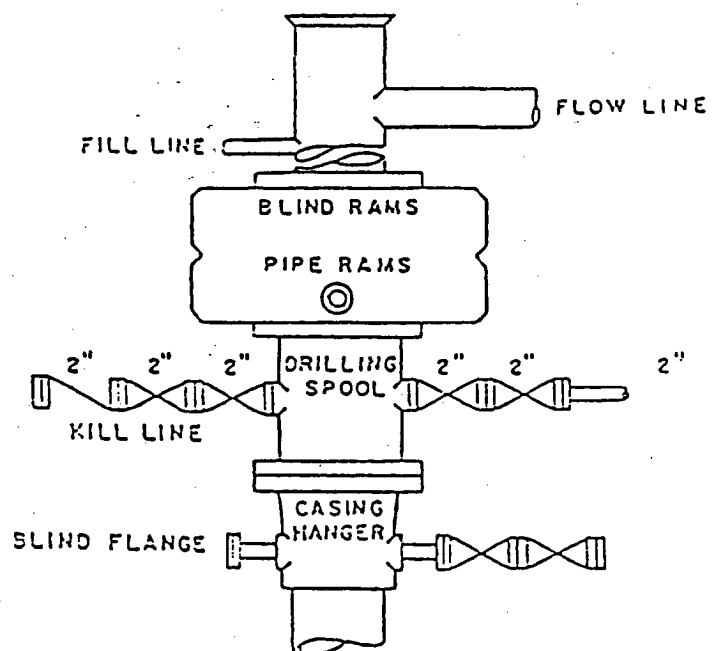 FLOW LINE
FILL LINE
BLIND RAMS
PIPE RAMS
2" 2" 2" DRILLING 2" 2" 2"
SPOOL
KILL LINE
CASING
HANGER
BLIND FLANGE